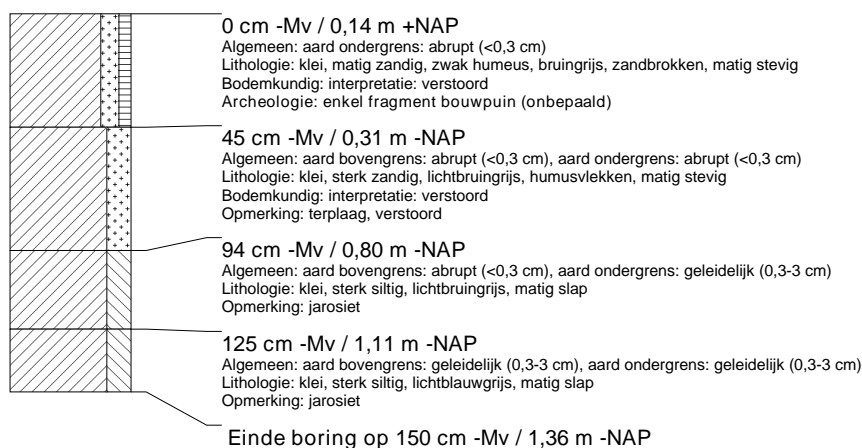 0 cm -Mv / 0,14 m +NAP
Algemeen: aard ondergrens: abrupt (<0,3 cm)
Lithologie: klei, matig zandig, zwak humeus, bruingrijs, zandbrokken, matig stevig
Bodemkundig: interpretatie: verstoord
Archeologie: enkel fragment bouwpuin (onbepaald)
45 cm -Mv / 0,31 m -NAP
Algemeen: aard bovengrens: abrupt (<0,3 cm), aard ondergrens: abrupt (<0,3 cm)
Lithologie: klei, sterk zandig, lichtbruingrijs, humusvlekken, matig stevig
Bodemkundig: interpretatie: verstoord
Opmerking: terplaag, verstoord
94 cm -Mv / 0,80 m -NAP
Algemeen: aard bovengrens: abrupt (<0,3 cm), aard ondergrens: geleidelijk (0,3-3 cm)
Lithologie: klei, sterk siltig, lichtbruingrijs, matig slap
Opmerking: jarosiet
125 cm -Mv / 1,11 m -NAP
Algemeen: aard bovengrens: geleidelijk (0,3-3 cm), aard ondergrens: geleidelijk (0,3-3 cm)
Lithologie: klei, sterk siltig, lichtblauwgrijs, matig slap
Opmerking: jarosiet
Einde boring op 150 cm -Mv / 1,36 m -NAP